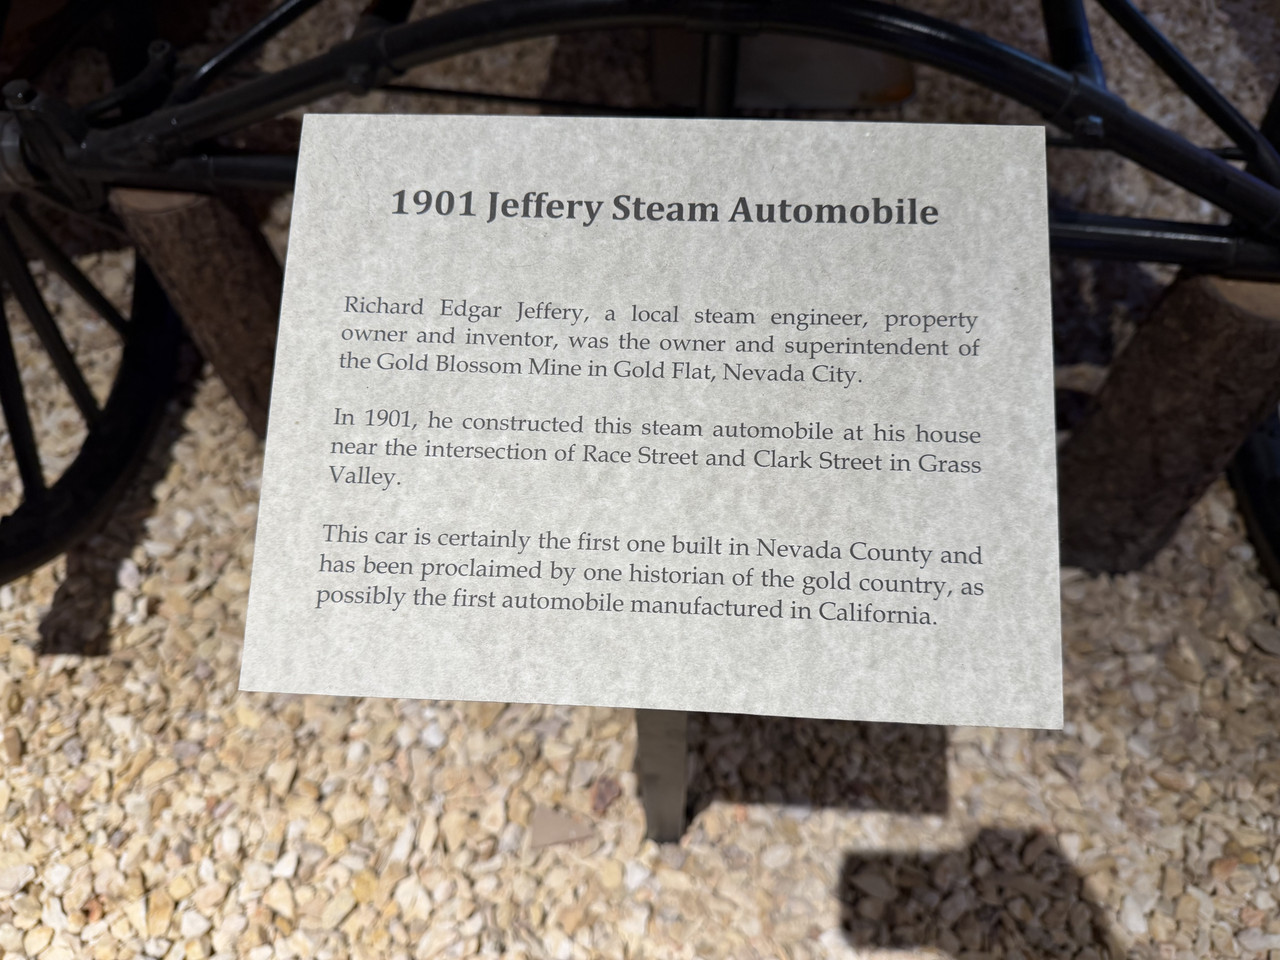 1901 Jeffery Steam Automobile
Richard Edgar Jeffery, a local steam engineer, property
owner and inventor, was the owner and superintendent of
the Gold Blossom Mine in Gold Flat, Nevada City.
In 1901, he constructed this steam automobile at his house
near the intersection of Race Street and Clark Street in Grass
Valley.
This car is certainly the first one built in Nevada County and
has been proclaimed by one historian of the gold country, as
possibly the first automobile manufactured in California.